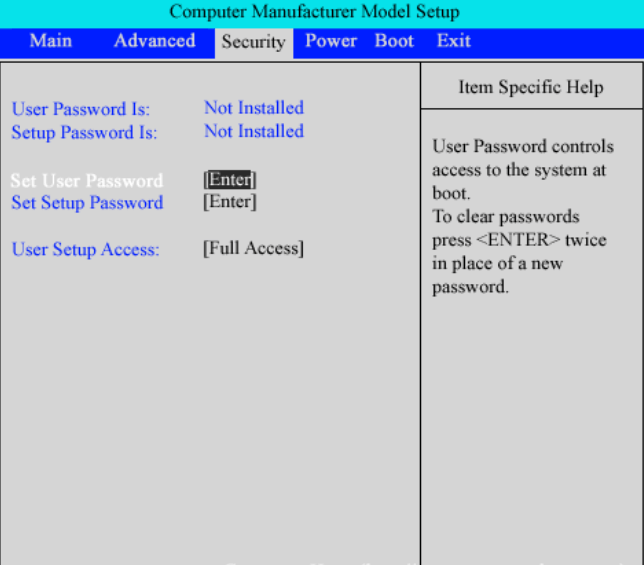 Computer Manufacturer Model Setup
Main Advanced Security Power Boot Exit
Item Specific Help
User Password Is: Not Installed
Setup Password Is: Not Installed
Set User Password [Enter]
Set Setup Password [Enter]
User Setup Access: [Full Access]
User Password controls
access to the system at
boot.
To clear passwords
press <ENTER> twice
in place of a new
password.